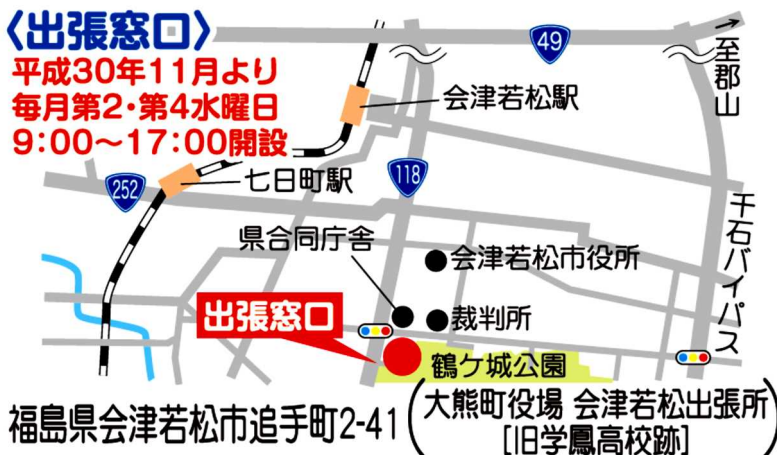 〈出張窓口〉
平成30年11月より
毎月第2・第4水曜日
9:00〜17:00開設
49
至郡山
会津若松駅
七日町駅
252
118
千石バイパス
県合同庁舎
会津若松市役所
出張窓口
裁判所
鶴ケ城公園
福島県会津若松市追手町2-41
大熊町役場 会津若松出張所
[旧学鳳高校跡]